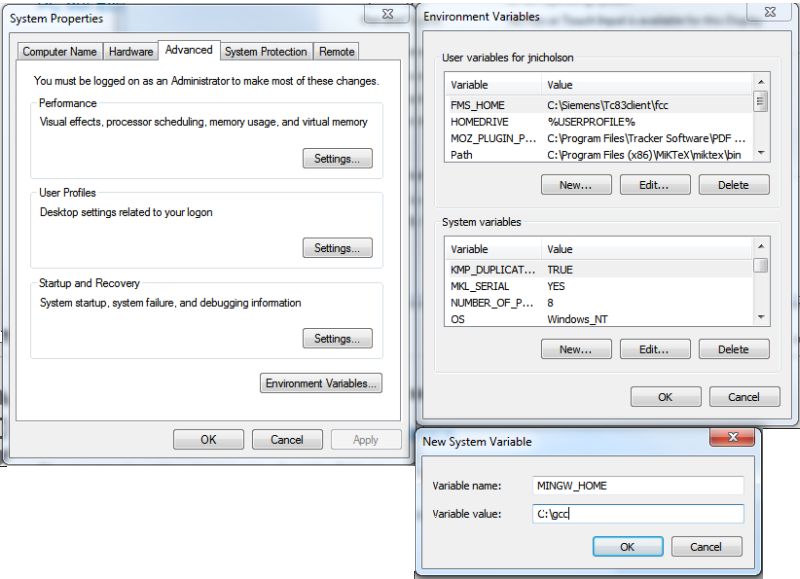 System Properties
Computer Name
Hardware
Advanced
System Protection
Remote
You must be logged on as an Administrator to make most of these changes.
Performance
Visual effects, processor scheduling, memory usage, and virtual memory
Settings...
User Profiles
Desktop settings related to your logon
Settings...
Startup and Recovery
System startup, system failure, and debugging information
Settings...
Environment Variables...
OK Cancel Apply
Environment Variables
User variables for jnicholson
Variable Value
FMS_HOME C:\Siemens\Tc83client\fcc
HOMEDRIVE %USERPROFILE%
MOZ_PLUGIN_P... C:\Program Files\Tracker Software\PDF ...
Path C:\Program Files (x86)\MiKTeX\miktex\bin
New... Edit... Delete
System variables
Variable Value
KMP_DUPLICAT... TRUE
MKL_SERIAL YES
NUMBER_OF_P... 8
OS Windows_NT
New... Edit... Delete
OK Cancel
New System Variable
Variable name: MINGW_HOME
Variable value: C:\gcc
OK Cancel